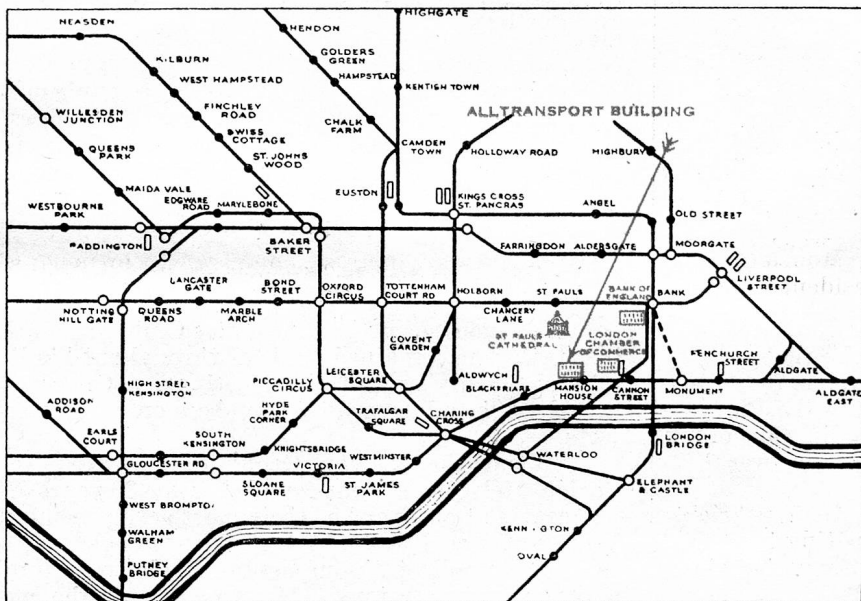 NEASDEN
HENDON
HIGHGATE
KILBURN
GOLDERS
GREEN
WEST HAMPSTEAD
HAMPSTEAD
KENTISH TOWN
WILLESDEN
JUNCTION
FINCHLEY
ROAD
ALLTRANSPORT BUILDING
QUEENS
PARK
SWISS
COTTAGE
CHALK
FARM
CAMDEN
TOWN
HOLLOWAY ROAD
HIGHBURY
ST. JOHNS
WOOD
MAIDA VALE
EDGWARE
ROAD
MARYLEBONE
EUSTON
KINGS CROSS
ST. PANCRAS
ANGEL
OLD STREET
WESTBOURNE
PARK
PADDINGTON
BAKER
STREET
FARRINGDON
ALDERSGATE
MOORGATE
LIVERPOOL
STREET
LANCASTER
GATE
BOND
STREET
OXFORD
CIRCUS
TOTTENHAM
COURT RD
HOLBORN
ST PAULS
BANK OF
ENGLAND
BANK
NOTTING
HILL GATE
QUEENS
ROAD
MARBLE
ARCH
CHANCERY
LANE
COVENT
GARDEN
ST PAULS
CATHEDRAL
LONDON
CHAMBER
OF COMMERCE
FENCHURCH
STREET
ALDGATE
HIGH STREET
KENSINGTON
PICCADILLY
CIRCUS
LEICESTER
SQUARE
ALDWYCH
BLACKFRIARS
MANSION
HOUSE
CANNON
STREET
MONUMENT
ALDGATE
EAST
ADDISON
ROAD
HYDE
PARK
CORNER
TRAFALGAR
SQUARE
CHARING
CROSS
EARLS
COURT
SOUTH
KENSINGTON
KNIGHTSBRIDGE
WESTMINSTER
WATERLOO
LONDON
BRIDGE
GLOUCESTER RD
SLOANE
SQUARE
VICTORIA
ST. JAMES
PARK
ELEPHANT
& CASTLE
WEST BROMPTON
WALHAM
GREEN
KENNINGTON
OVAL
PUTNEY
BRIDGE